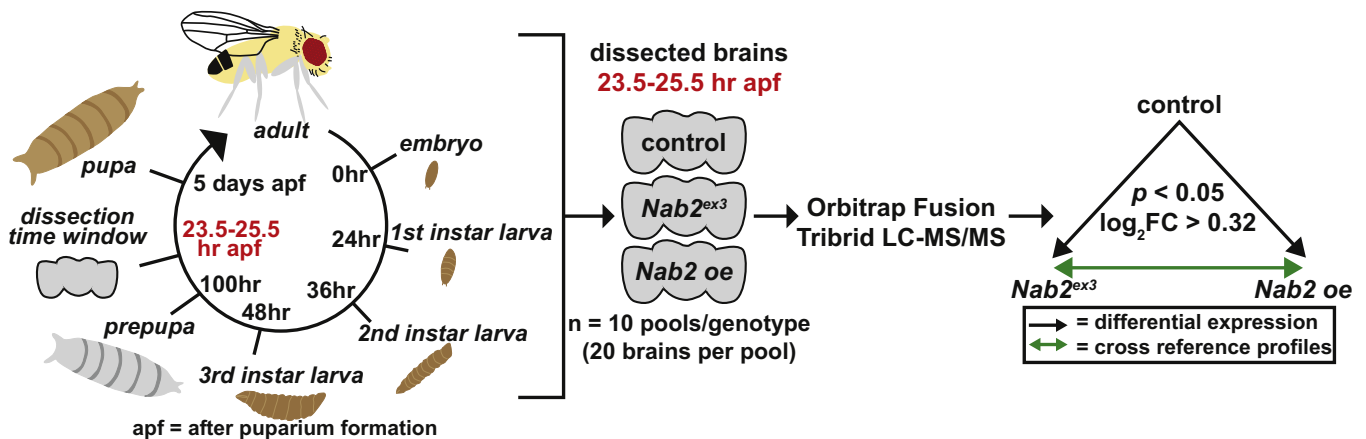 adult
embryo
0hr
1st instar larva
24hr
2nd instar larva
36hr
3rd instar larva
48hr
prepupa
100hr
dissection
time window
23.5-25.5
hr apf
pupa
5 days apf
apf = after puparium formation
dissected brains
23.5-25.5 hr apf
control
Nab2ex3
Nab2 oe
n = 10 pools/genotype
(20 brains per pool)
Orbitrap Fusion
Tribrid LC-MS/MS
control
p < 0.05
log2FC > 0.32
Nab2ex3
Nab2 oe
= differential expression
= cross reference profiles